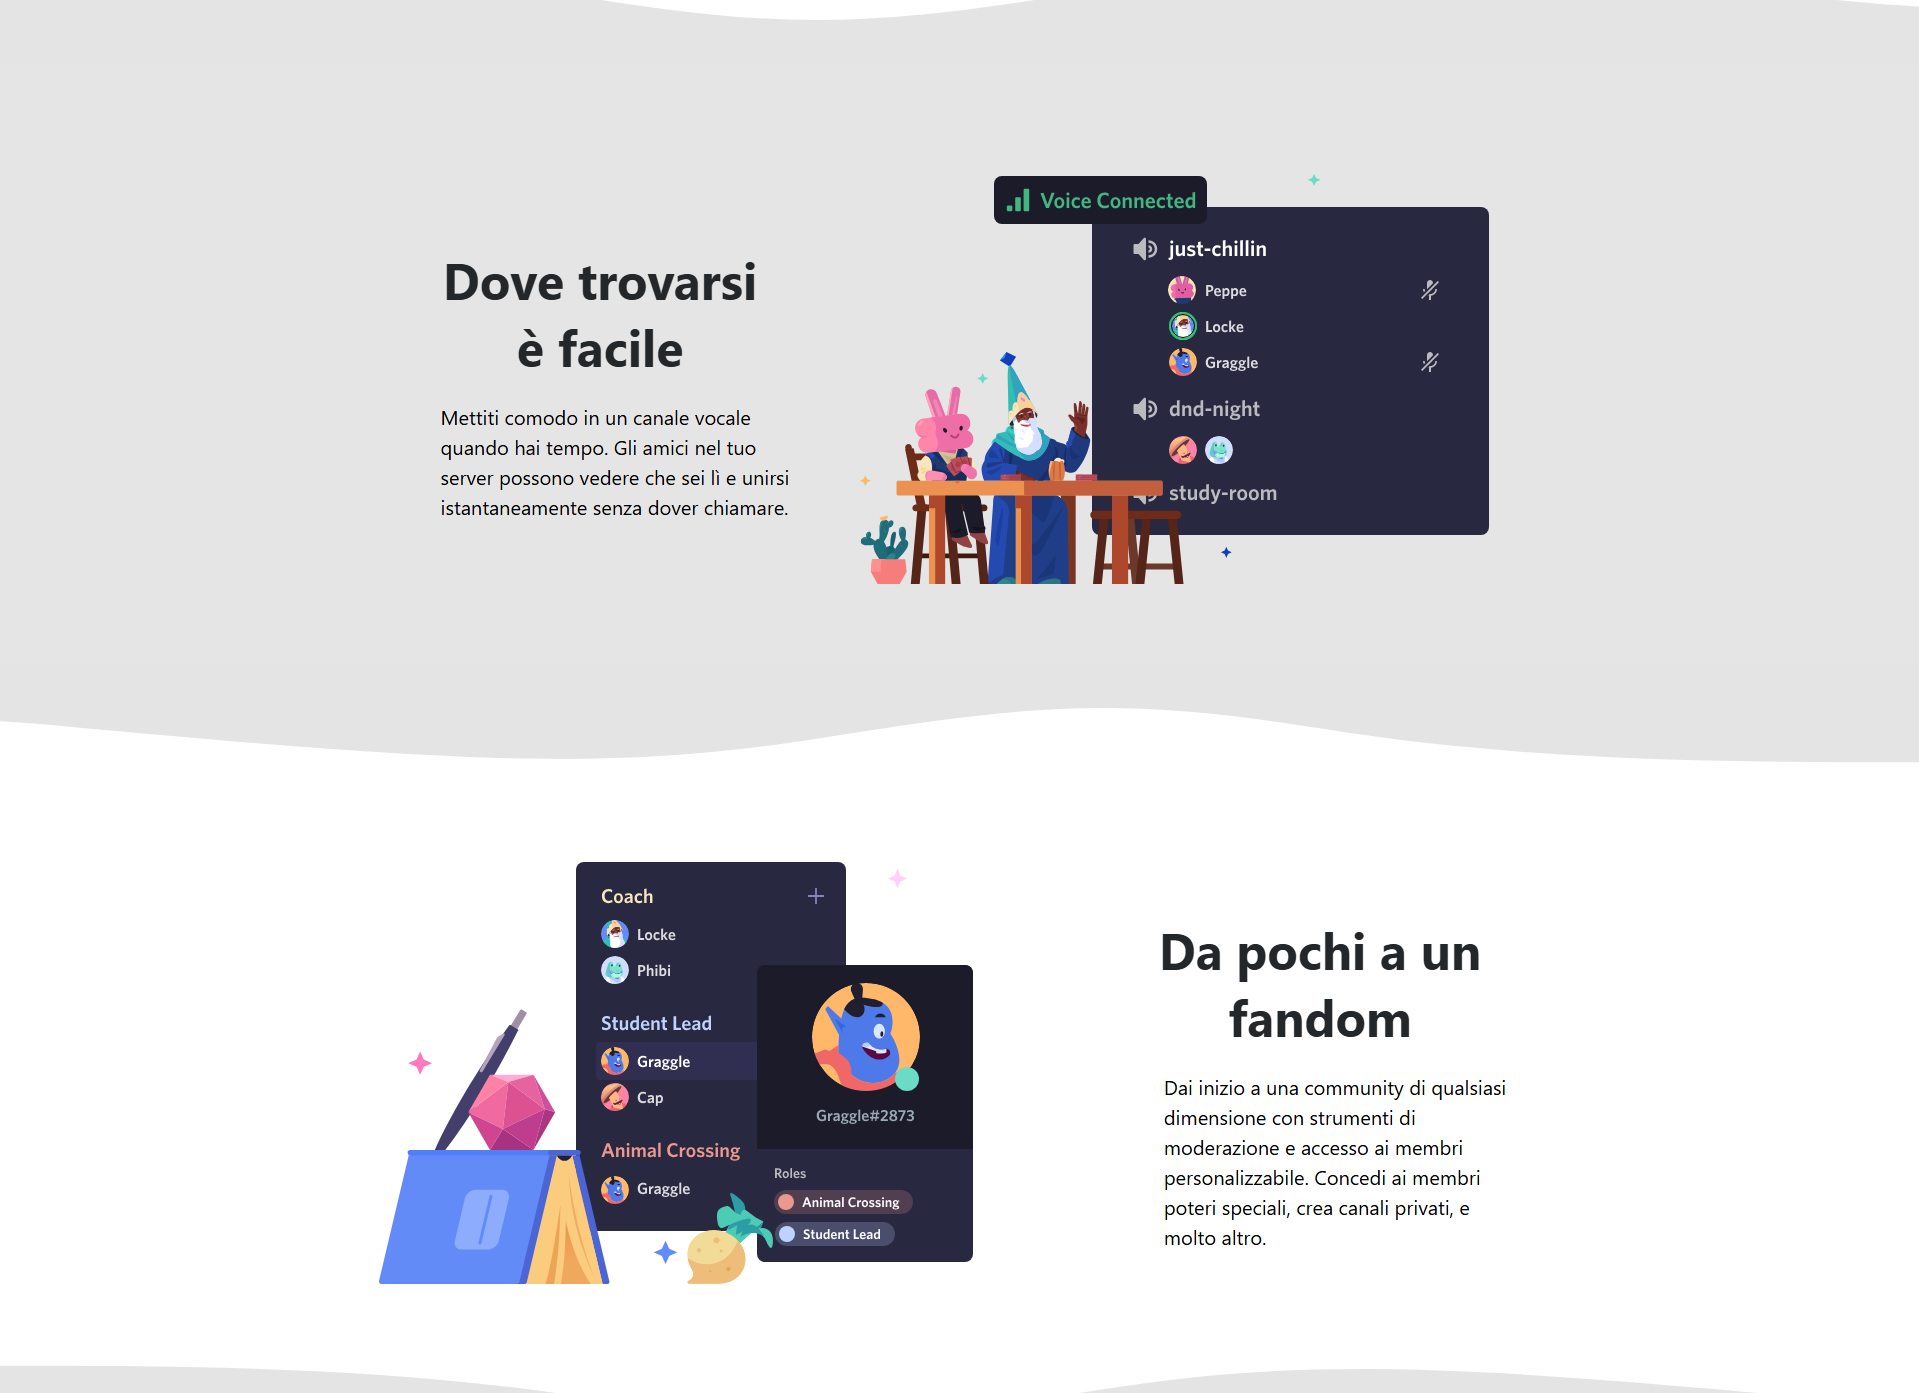 Dove trovarsi
è facile
Mettiti comodo in un canale vocale
quando hai tempo. Gli amici nel tuo
server possono vedere che sei lì e unirsi
istantaneamente senza dover chiamare.
Voice Connected
just-chillin
Peppe
Locke
Graggle
dnd-night
study-room
Coach
Locke
Phibi
Student Lead
Graggle
Cap
Animal Crossing
Graggle
Graggle#2873
Roles
Animal Crossing
Student Lead
Da pochi a un
fandom
Dai inizio a una community di qualsiasi
dimensione con strumenti di
moderazione e accesso ai membri
personalizzabile. Concedi ai membri
poteri speciali, crea canali privati, e
molto altro.